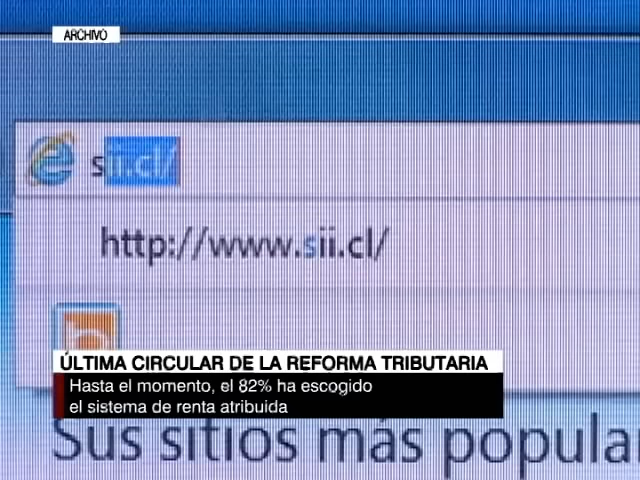 ARCHIVO
sii.cl/
http://www.sii.cl/
ÚLTIMA CIRCULAR DE LA REFORMA TRIBUTARIA
Hasta el momento, el 82% ha escogido
el sistema de renta atribuida
Sus sitios más popula